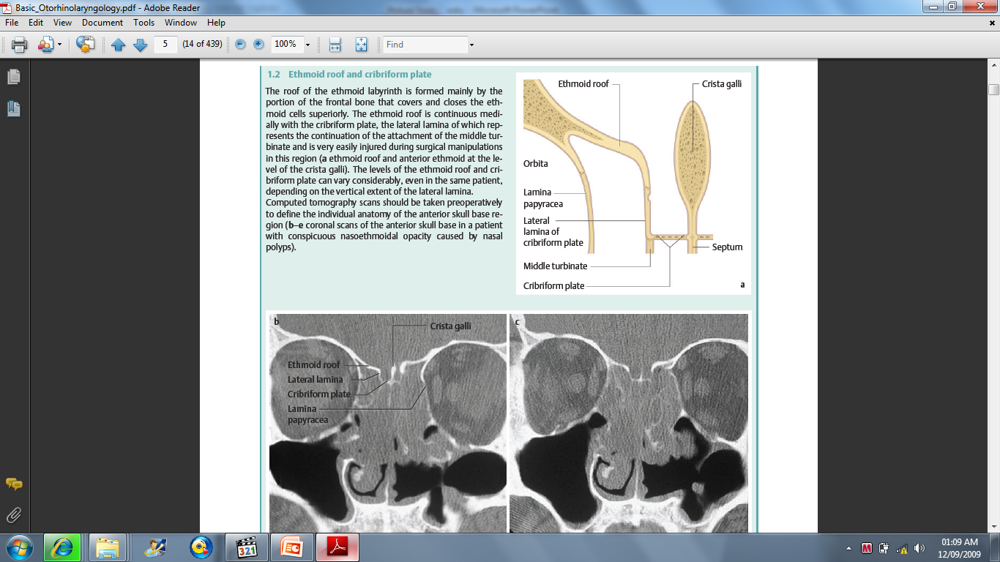 Basic_Otorhinolaryngology.pdf - Adobe Reader
File Edit View Document Tools Window Help
5 (14 of 439) 100% Find
1.2 Ethmoid roof and cribriform plate
The roof of the ethmoid labyrinth is formed mainly by the
portion of the frontal bone that covers and closes the eth-
moid cells superiorly. The ethmoid roof is continuous medi-
ally with the cribriform plate, the lateral lamina of which rep-
resents the continuation of the attachment of the middle tur-
binate and is very easily injured during surgical manipulations
in this region (a ethmoid roof and anterior ethmoid at the le-
vel of the crista galli). The levels of the ethmoid roof and cri-
briform plate can vary considerably, even in the same patient,
depending on the vertical extent of the lateral lamina.
Computed tomography scans should be taken preoperatively
to define the individual anatomy of the anterior skull base re-
gion (b–e coronal scans of the anterior skull base in a patient
with conspicuous nasoethmoidal opacity caused by nasal
polyps).
Ethmoid roof
Crista galli
Orbita
Lamina
papyracea
Lateral
lamina of
cribriform plate
Septum
Middle turbinate
Cribriform plate
a
b
Crista galli
Ethmoid roof
Lateral lamina
Cribriform plate
Lamina
papyracea
c
321
01:09 AM
12/09/2009